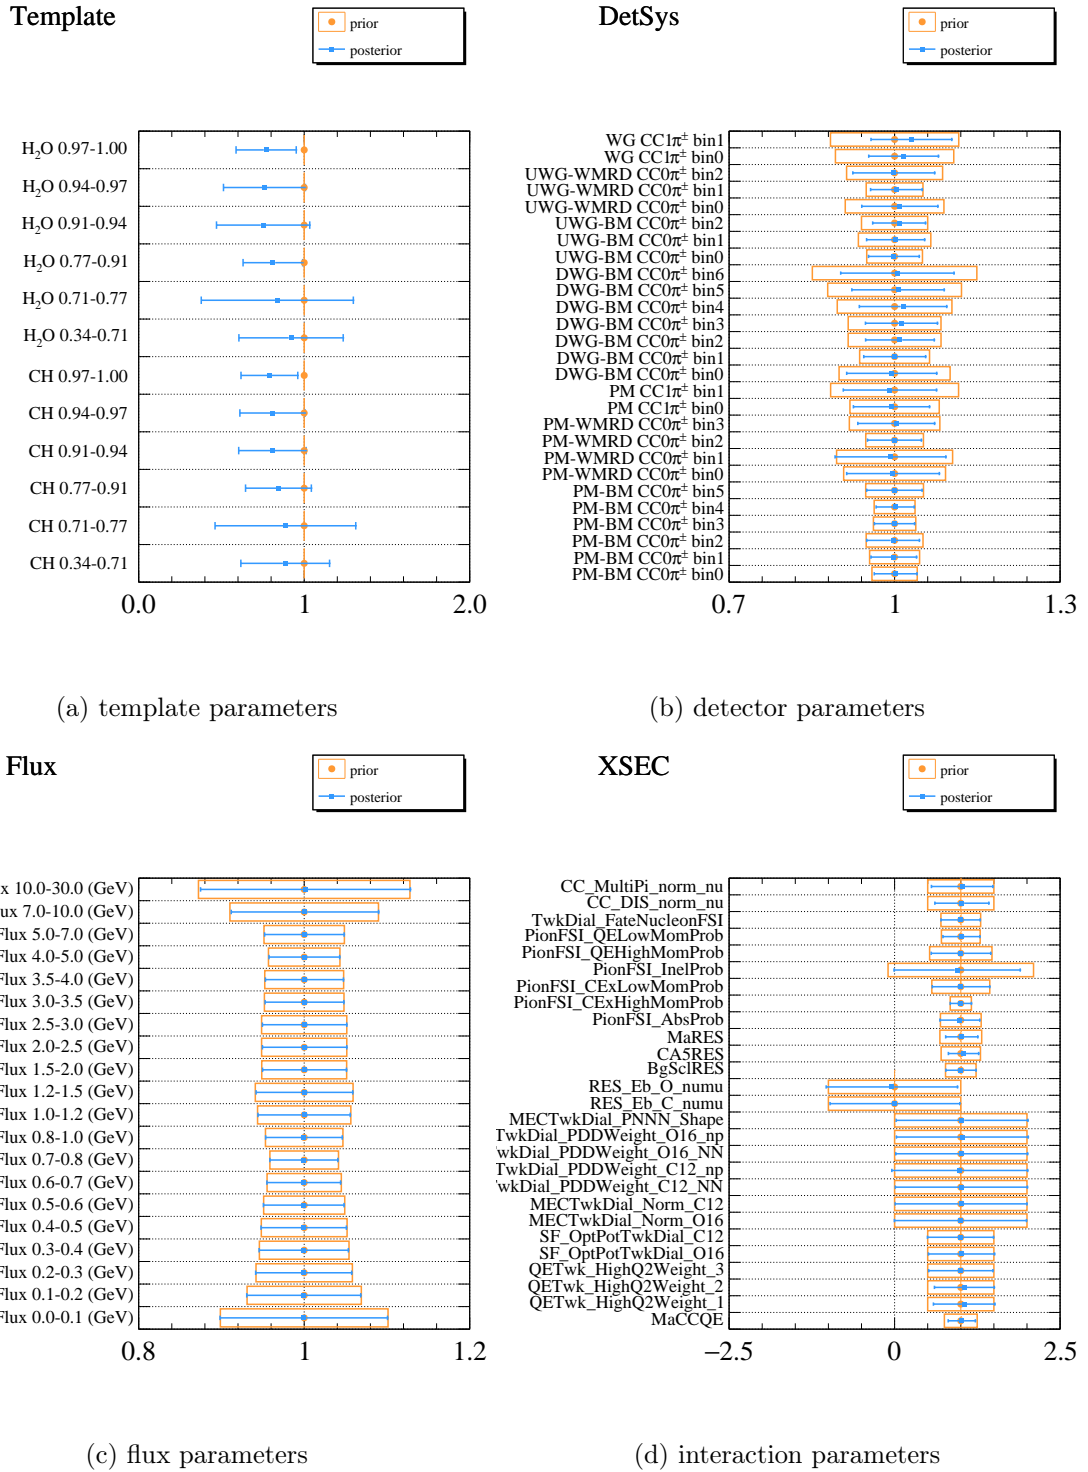 Template
prior
posterior
H₂O 0.97-1.00
H₂O 0.94-0.97
H₂O 0.91-0.94
H₂O 0.77-0.91
H₂O 0.71-0.77
H₂O 0.34-0.71
CH 0.97-1.00
CH 0.94-0.97
CH 0.91-0.94
CH 0.77-0.91
CH 0.71-0.77
CH 0.34-0.71
0.0 1 2.0
(a) template parameters
DetSys
prior
posterior
WG CC1π± bin1
WG CC1π± bin0
UWG-WMRD CC0π± bin2
UWG-WMRD CC0π± bin1
UWG-WMRD CC0π± bin0
UWG-BM CC0π± bin2
UWG-BM CC0π± bin1
UWG-BM CC0π± bin0
DWG-BM CC0π± bin6
DWG-BM CC0π± bin5
DWG-BM CC0π± bin4
DWG-BM CC0π± bin3
DWG-BM CC0π± bin2
DWG-BM CC0π± bin1
DWG-BM CC0π± bin0
PM CC1π± bin1
PM CC1π± bin0
PM-WMRD CC0π± bin3
PM-WMRD CC0π± bin2
PM-WMRD CC0π± bin1
PM-WMRD CC0π± bin0
PM-BM CC0π± bin5
PM-BM CC0π± bin4
PM-BM CC0π± bin3
PM-BM CC0π± bin2
PM-BM CC0π± bin1
PM-BM CC0π± bin0
0.7 1 1.3
(b) detector parameters
Flux
prior
posterior
x 10.0-30.0 (GeV)
ux 7.0-10.0 (GeV)
Flux 5.0-7.0 (GeV)
Flux 4.0-5.0 (GeV)
Flux 3.5-4.0 (GeV)
Flux 3.0-3.5 (GeV)
Flux 2.5-3.0 (GeV)
Flux 2.0-2.5 (GeV)
Flux 1.5-2.0 (GeV)
Flux 1.2-1.5 (GeV)
Flux 1.0-1.2 (GeV)
Flux 0.8-1.0 (GeV)
Flux 0.7-0.8 (GeV)
Flux 0.6-0.7 (GeV)
Flux 0.5-0.6 (GeV)
Flux 0.4-0.5 (GeV)
Flux 0.3-0.4 (GeV)
Flux 0.2-0.3 (GeV)
Flux 0.1-0.2 (GeV)
Flux 0.0-0.1 (GeV)
0.8 1 1.2
(c) flux parameters
XSEC
prior
posterior
CC_MultiPi_norm_nu
CC_DIS_norm_nu
TwkDial_FateNucleonFSI
PionFSI_QELowMomProb
PionFSI_QEHighMomProb
PionFSI_InelProb
PionFSI_CExLowMomProb
PionFSI_CExHighMomProb
PionFSI_AbsProb
MaRES
CA5RES
BgSclRES
RES_Eb_O_numu
RES_Eb_C_numu
MECTwkDial_PNNN_Shape
TwkDial_PDDWeight_O16_np
wkDial_PDDWeight_O16_NN
TwkDial_PDDWeight_C12_np
wkDial_PDDWeight_C12_NN
MECTwkDial_Norm_C12
MECTwkDial_Norm_O16
SF_OptPotTwkDial_C12
SF_OptPotTwkDial_O16
QETwk_HighQ2Weight_3
QETwk_HighQ2Weight_2
QETwk_HighQ2Weight_1
MaCCQE
−2.5 0 2.5
(d) interaction parameters